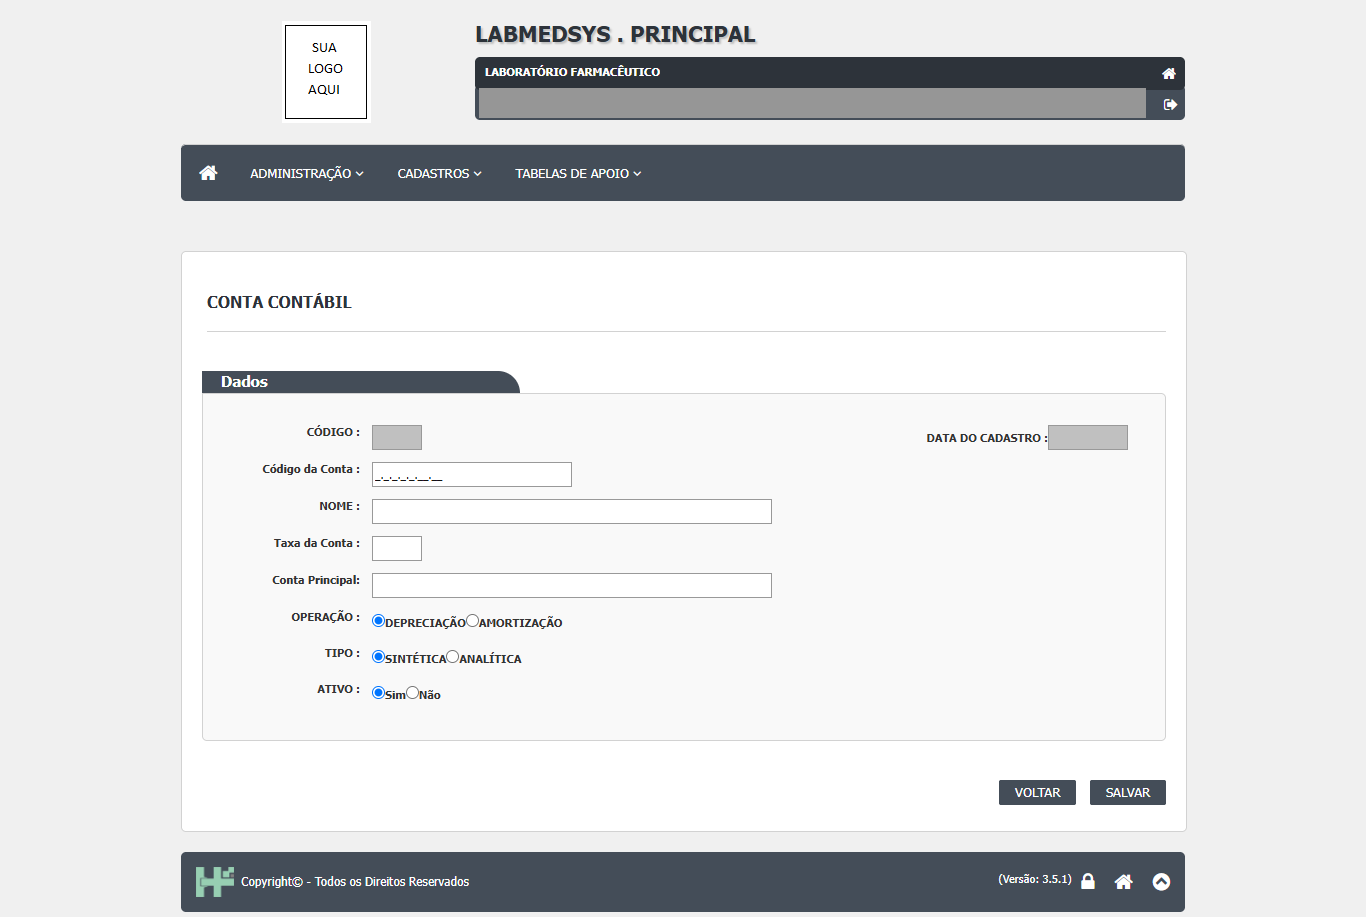 SUA
LOGO
AQUI
LABMEDSYS . PRINCIPAL
LABORATÓRIO FARMACÊUTICO
ADMINISTRAÇÃO CADASTROS TABELAS DE APOIO
CONTA CONTÁBIL
Dados
CÓDIGO : DATA DO CADASTRO :
Código da Conta : _._._._._.__.__
NOME :
Taxa da Conta :
Conta Principal:
OPERAÇÃO : DEPRECIAÇÃO AMORTIZAÇÃO
TIPO : SINTÉTICA ANALÍTICA
ATIVO : Sim Não
VOLTAR SALVAR
Copyright© - Todos os Direitos Reservados (Versão: 3.5.1)